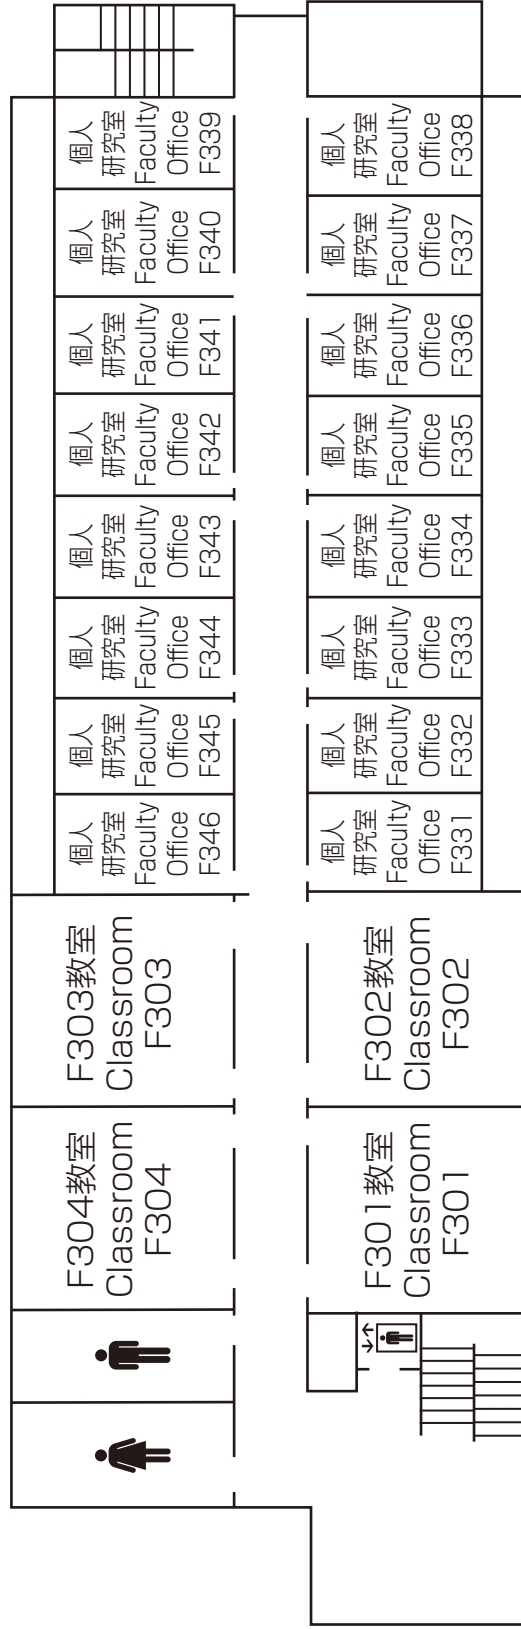 個人
研究室
Faculty
Office
F339
個人
研究室
Faculty
Office
F340
個人
研究室
Faculty
Office
F341
個人
研究室
Faculty
Office
F342
個人
研究室
Faculty
Office
F343
個人
研究室
Faculty
Office
F344
個人
研究室
Faculty
Office
F345
個人
研究室
Faculty
Office
F346
F303教室
Classroom
F303
F304教室
Classroom
F304
個人
研究室
Faculty
Office
F338
個人
研究室
Faculty
Office
F337
個人
研究室
Faculty
Office
F336
個人
研究室
Faculty
Office
F335
個人
研究室
Faculty
Office
F334
個人
研究室
Faculty
Office
F333
個人
研究室
Faculty
Office
F332
個人
研究室
Faculty
Office
F331
F302教室
Classroom
F302
F301教室
Classroom
F301